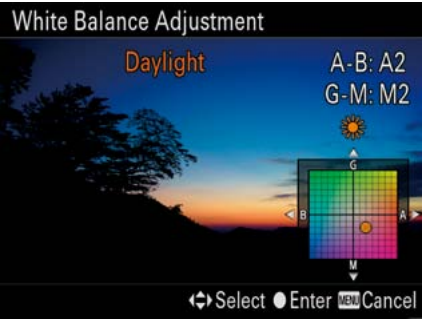 White Balance Adjustment
Daylight
A-B: A2
G-M: M2
G
B
A
M
Select Enter MENU Cancel